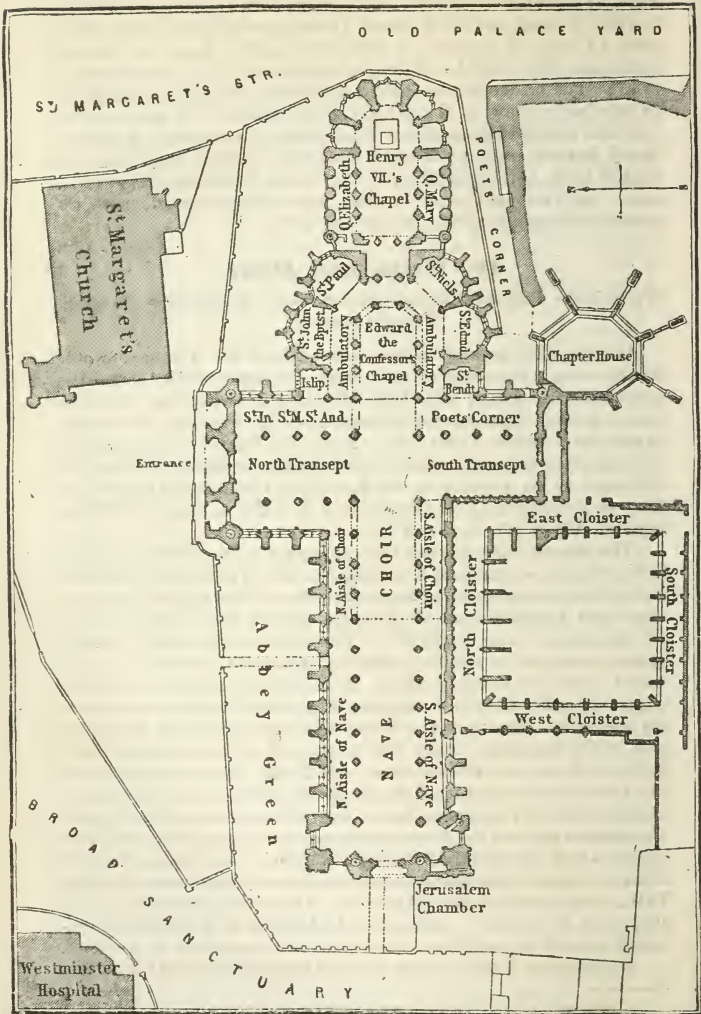 OLD PALACE YARD
St. MARGARET'S STR.
St. Margaret's
Church
POETS' CORNER
Henry
VII.'s
Chapel
Q. Elizabeth
Q. Mary
St. Paul
St. Nichs
St. John
the Bptst.
Ambulatory
Edward
the
Confessor's
Chapel
Ambulatory
St. Edmd.
Islip
St.
Bendt.
Chapter House
St. Jn. St. M. St. And.
Poets' Corner
Entrance
North Transept
South Transept
East Cloister
N. Aisle of Choir
CHOIR
S. Aisle of Choir
North Cloister
South Cloister
West Cloister
Abbey Green
N. Aisle of Nave
NAVE
S. Aisle of Nave
Jerusalem
Chamber
BROAD SANCTUARY
Westminster
Hospital